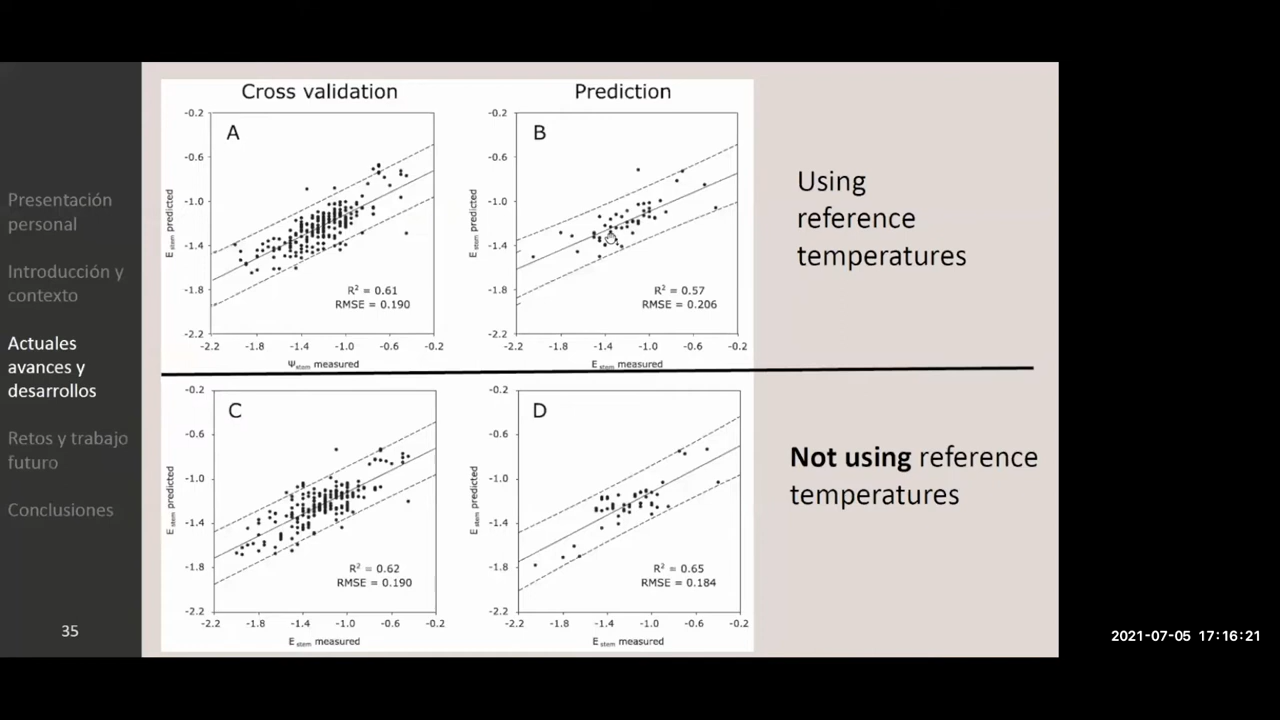 Presentación
personal
Introducción y
contexto
Actuales
avances y
desarrollos
Retos y trabajo
futuro
Conclusiones
35
Cross validation
A
-0.2
-0.6
-1.0
-1.4
-1.8
-2.2
E stem predicted
R² = 0.61
RMSE = 0.190
-2.2 -1.8 -1.4 -1.0 -0.6 -0.2
Ψstem measured
Prediction
B
-0.2
-0.6
-1.0
-1.4
-1.8
-2.2
E stem predicted
R² = 0.57
RMSE = 0.206
-2.2 -1.8 -1.4 -1.0 -0.6 -0.2
E stem measured
Using
reference
temperatures
C
-0.2
-0.6
-1.0
-1.4
-1.8
-2.2
E stem predicted
R² = 0.62
RMSE = 0.190
-2.2 -1.8 -1.4 -1.0 -0.6 -0.2
E stem measured
D
-0.2
-0.6
-1.0
-1.4
-1.8
-2.2
E stem predicted
R² = 0.65
RMSE = 0.184
-2.2 -1.8 -1.4 -1.0 -0.6 -0.2
E stem measured
Not using reference
temperatures
2021-07-05 17:16:21